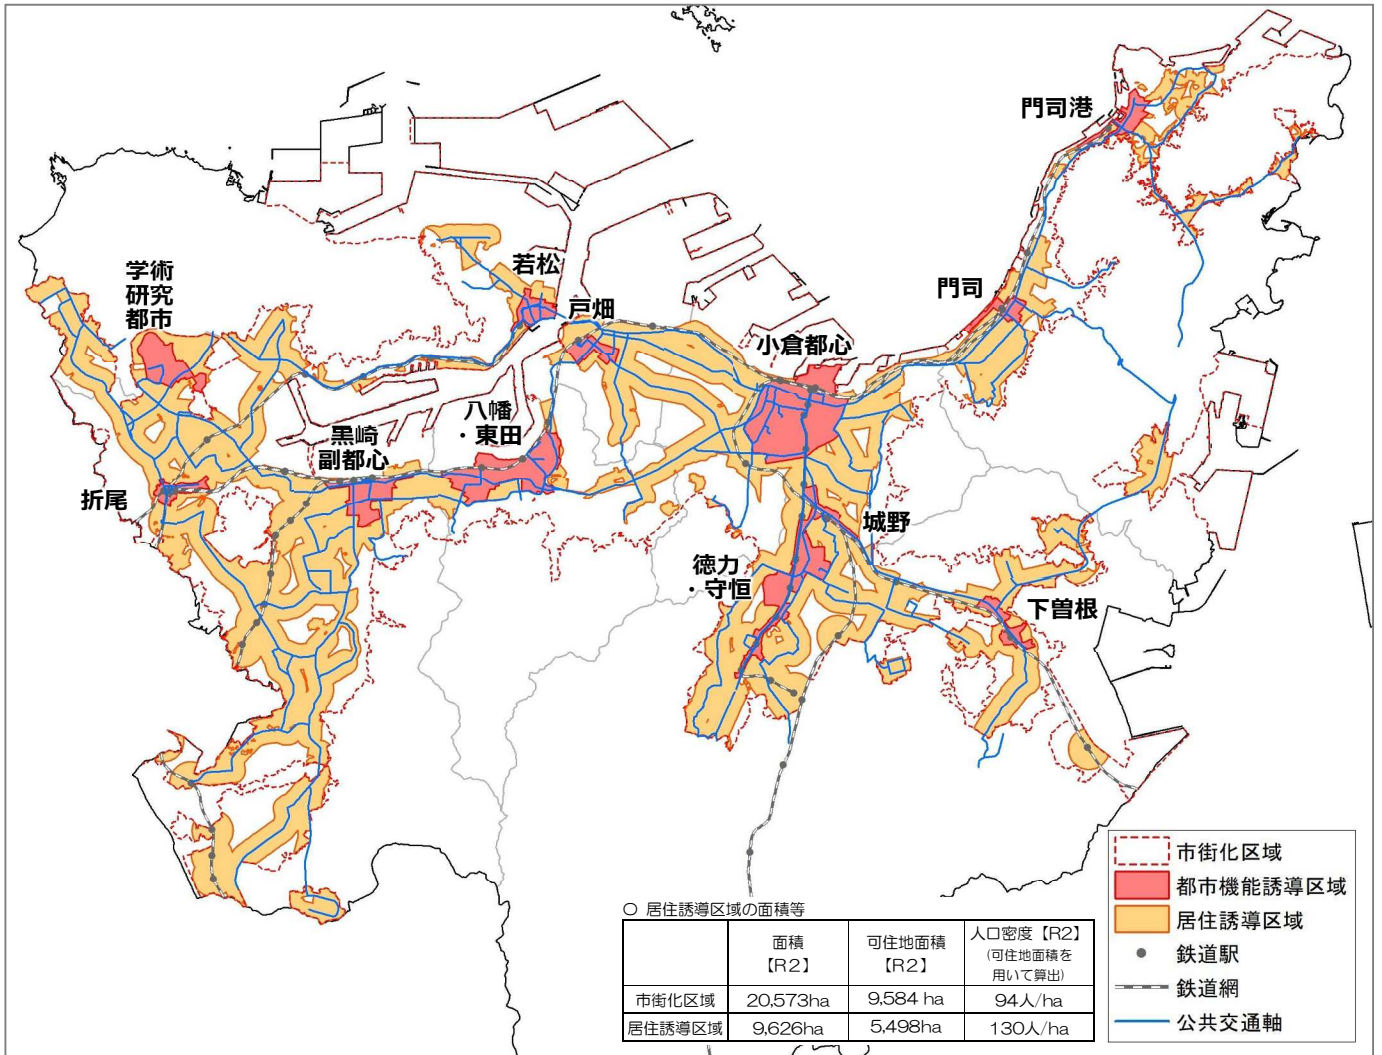 門司港
学術
研究
都市
若松
戸畑
門司
小倉都心
八幡
・東田
黒崎
副都心
折尾
城野
徳力
・守恒
下曽根
市街化区域
都市機能誘導区域
居住誘導区域
鉄道駅
鉄道網
公共交通軸
○ 居住誘導区域の面積等
面積
【R2】
可住地面積
【R2】
人口密度【R2】
(可住地面積を
用いて算出)
市街化区域 20,573ha 9,584 ha 94人/ha
居住誘導区域 9,626ha 5,498ha 130人/ha